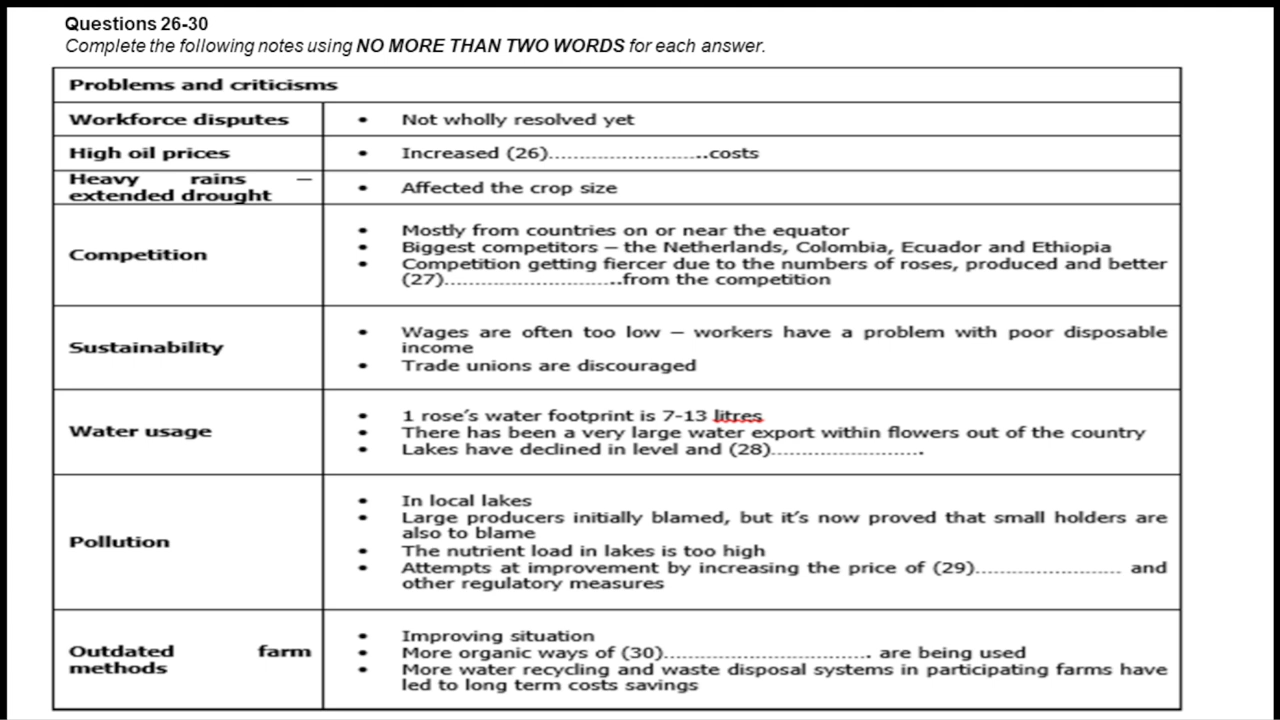 Questions 26-30
Complete the following notes using NO MORE THAN TWO WORDS for each answer.
Problems and criticisms
Workforce disputes
• Not wholly resolved yet
High oil prices
• Increased (26)..........................costs
Heavy rains –
extended drought
• Affected the crop size
Competition
• Mostly from countries on or near the equator
• Biggest competitors – the Netherlands, Colombia, Ecuador and Ethiopia
• Competition getting fiercer due to the numbers of roses, produced and better
(27).............................from the competition
Sustainability
• Wages are often too low – workers have a problem with poor disposable
income
• Trade unions are discouraged
Water usage
• 1 rose's water footprint is 7-13 litres
• There has been a very large water export within flowers out of the country
• Lakes have declined in level and (28).........................
Pollution
• In local lakes
• Large producers initially blamed, but it's now proved that small holders are
also to blame
• The nutrient load in lakes is too high
• Attempts at improvement by increasing the price of (29)........................ and
other regulatory measures
Outdated farm
methods
• Improving situation
• More organic ways of (30).................................. are being used
• More water recycling and waste disposal systems in participating farms have
led to long term costs savings